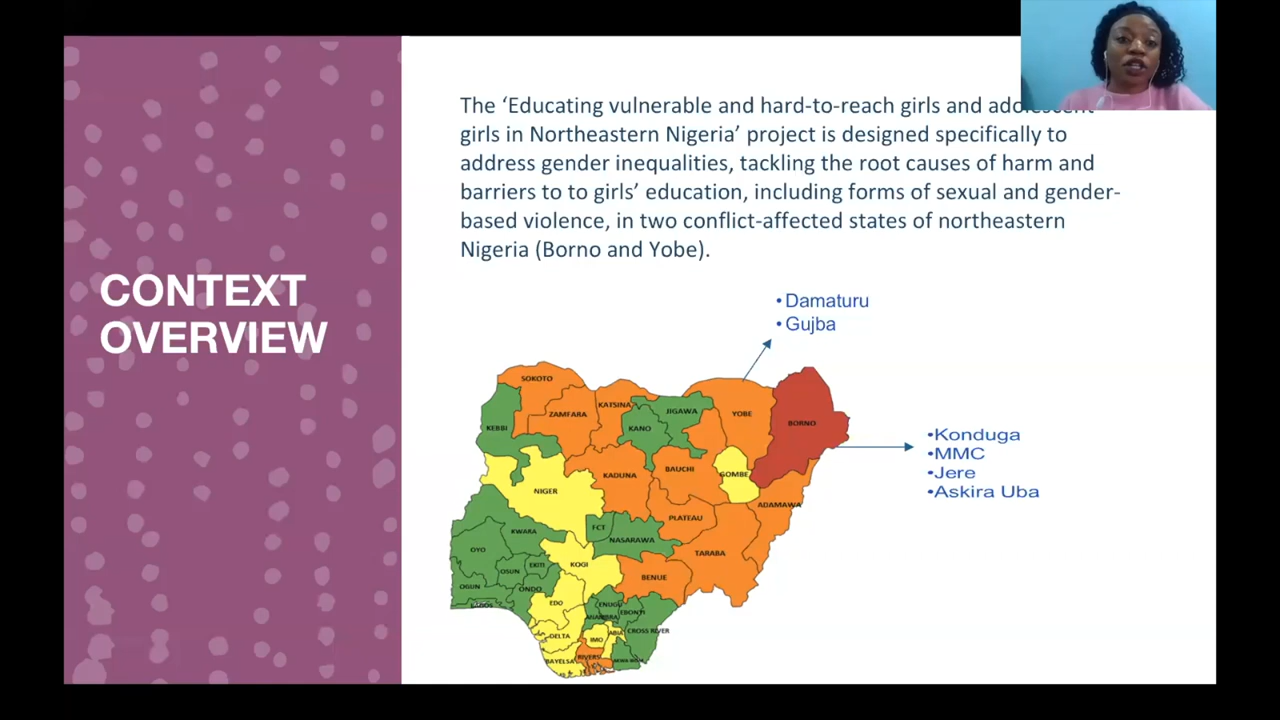 CONTEXT
OVERVIEW
The ‘Educating vulnerable and hard-to-reach girls and adolescent
girls in Northeastern Nigeria’ project is designed specifically to
address gender inequalities, tackling the root causes of harm and
barriers to to girls’ education, including forms of sexual and gender-
based violence, in two conflict-affected states of northeastern
Nigeria (Borno and Yobe).
• Damaturu
• Gujba
SOKOTO
KATSINA
ZAMFARA
JIGAWA
YOBE
BORNO
KEBBI
KANO
•Konduga
•MMC
•Jere
•Askira Uba
KADUNA
BAUCHI
GOMBE
NIGER
ADAMAWA
PLATEAU
KWARA
FCT
NASARAWA
OYO
TARABA
OSUN
EKITI
KOGI
BENUE
OGUN
ONDO
LAGOS
EDO
ENUGU
EBONYI
ANAMBRA
DELTA
IMO
ABIA
CROSS RIVER
BAYELSA
RIVERS